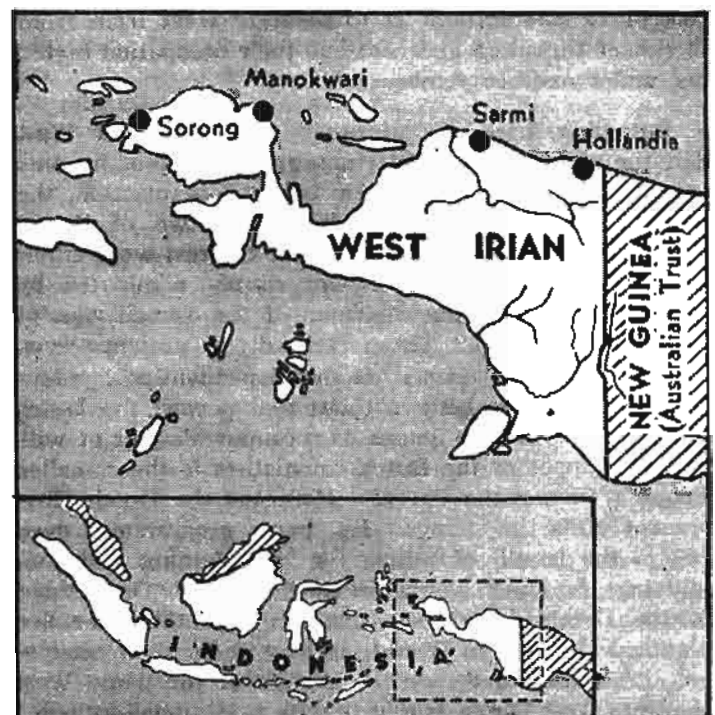 Manokwari
Sorong
Sarmi
Hollandia
WEST IRIAN
NEW GUINEA
(Australian Trust)
INDONESIA